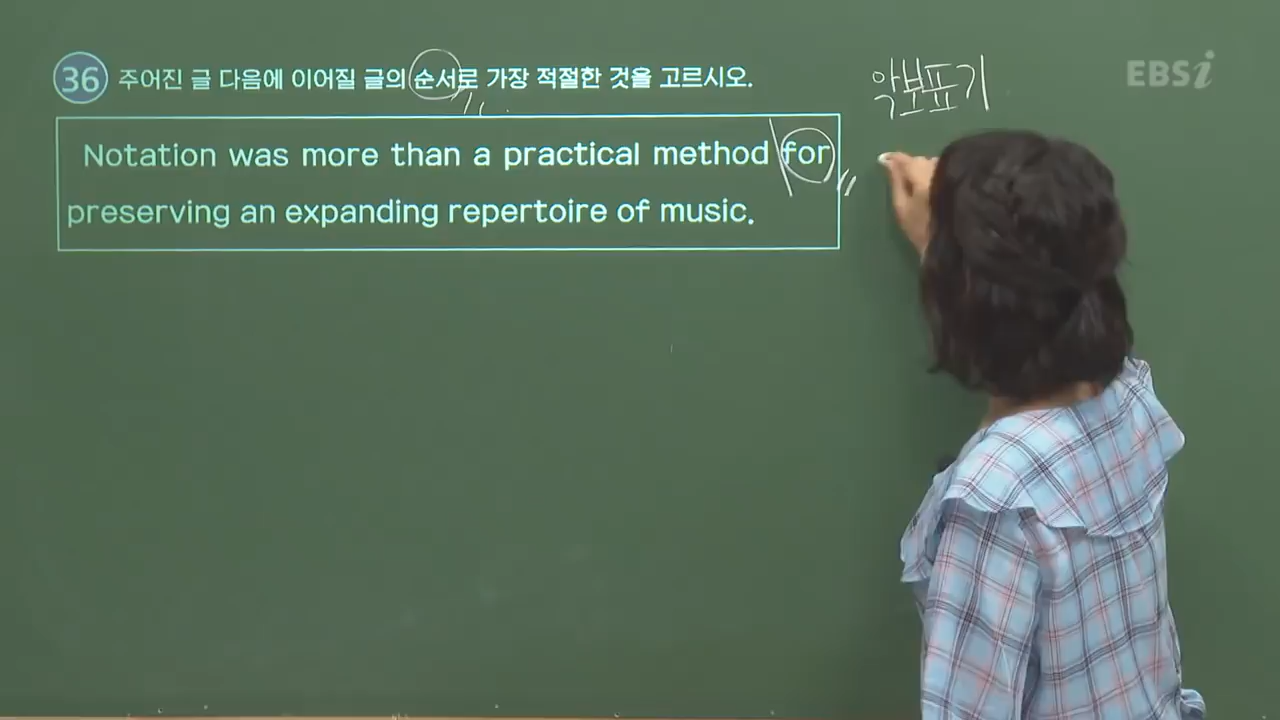 36 주어진 글 다음에 이어질 글의 순서로 가장 적절한 것을 고르시오.
Notation was more than a practical method for
preserving an expanding repertoire of music.
악보표기
EBSi